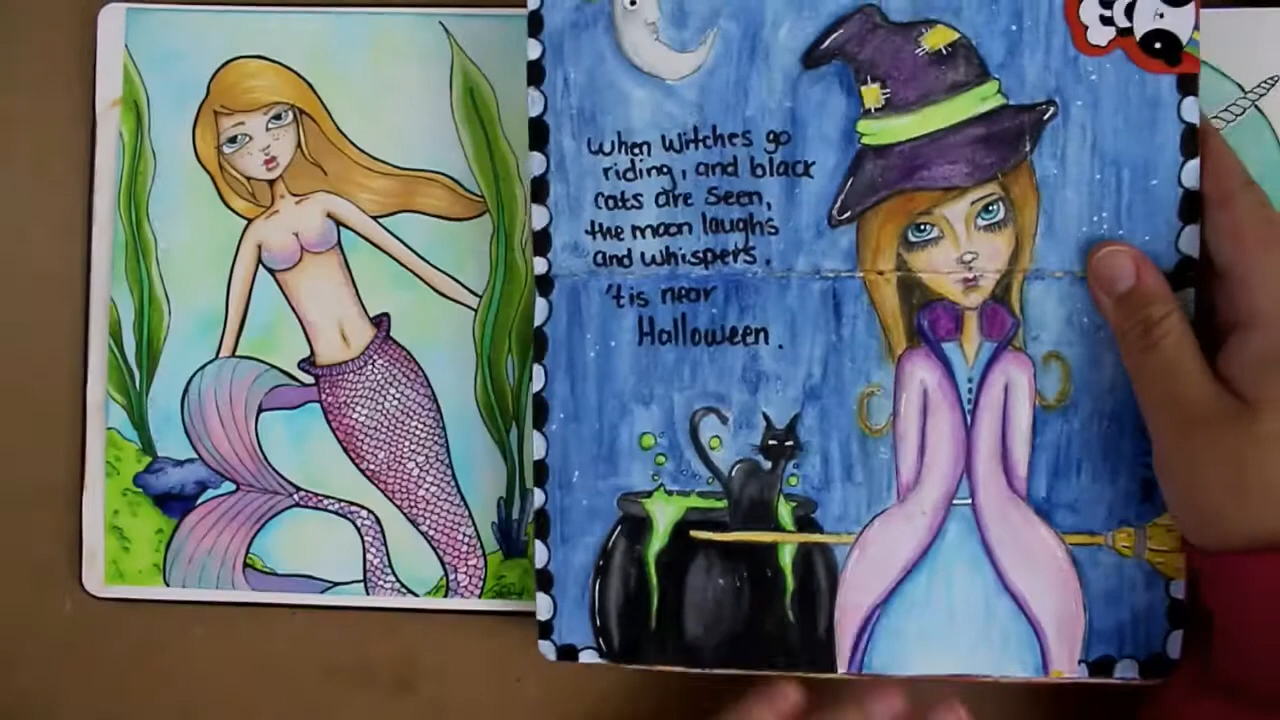 When Witches go
riding, and black
cats are seen,
the moon laughs
and whispers.
'tis near
Halloween.